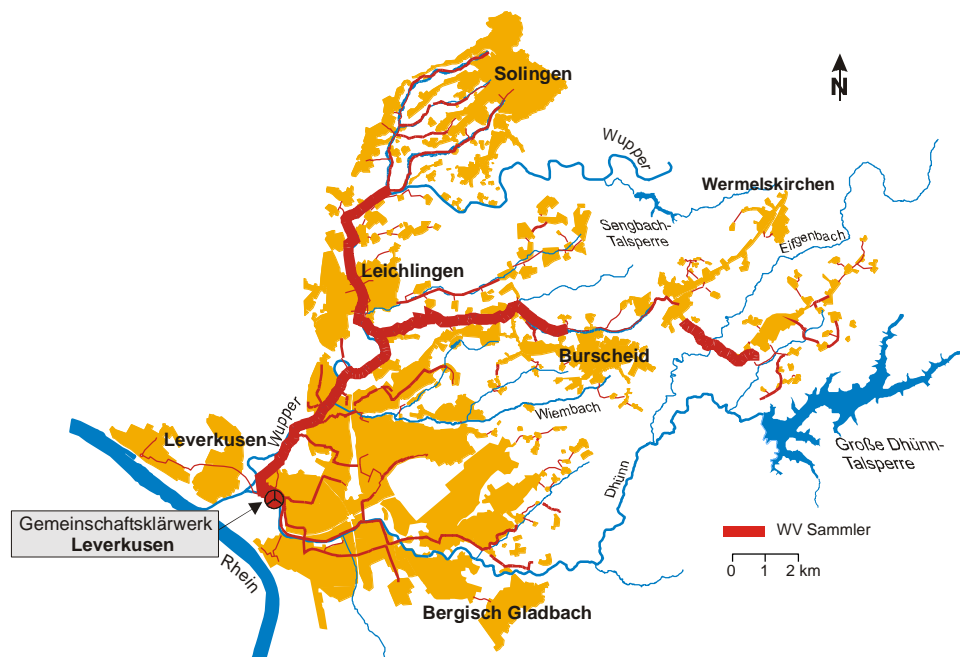 Solingen
N
Wupper
Wermelskirchen
Sengbach-
Talsperre
Eifgenbach
Leichlingen
Burscheid
Wupper
Wiembach
Leverkusen
Große Dhünn-
Talsperre
Dhünn
Gemeinschaftsklärwerk
Leverkusen
WV Sammler
Rhein
0 1 2 km
Bergisch Gladbach